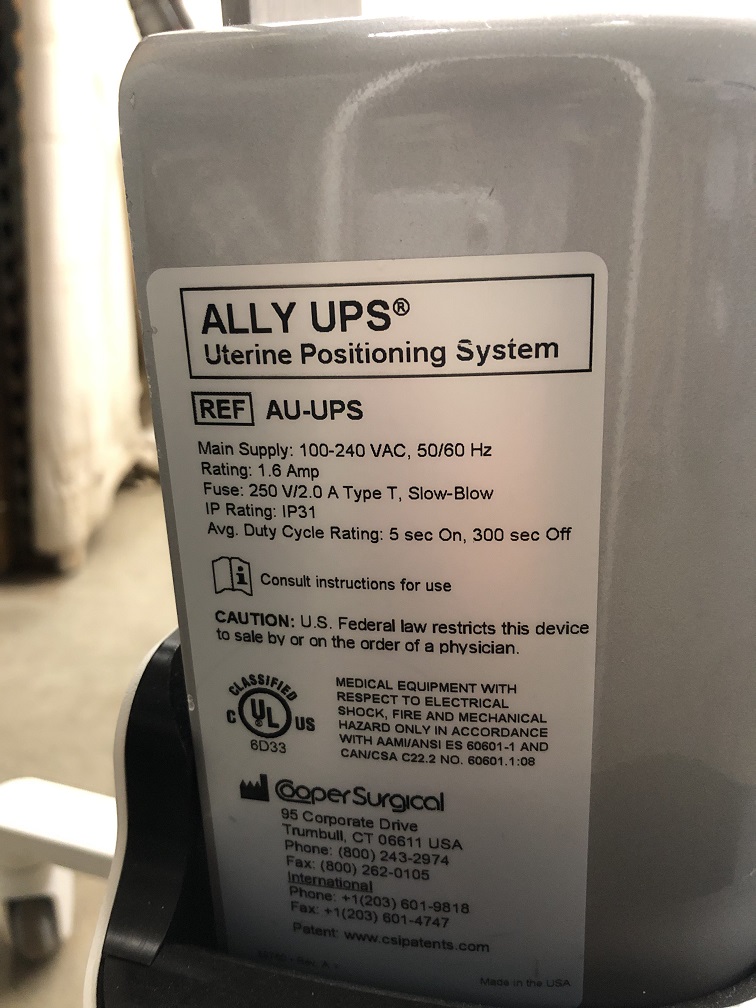 ALLY UPS®
Uterine Positioning System
REF AU-UPS
Main Supply: 100-240 VAC, 50/60 Hz
Rating: 1.6 Amp
Fuse: 250 V/2.0 A Type T, Slow-Blow
IP Rating: IP31
Avg. Duty Cycle Rating: 5 sec On, 300 sec Off
Consult instructions for use
CAUTION: U.S. Federal law restricts this device
to sale by or on the order of a physician.
CLASSIFIED
C UL US
6D33
MEDICAL EQUIPMENT WITH
RESPECT TO ELECTRICAL
SHOCK, FIRE AND MECHANICAL
HAZARD ONLY IN ACCORDANCE
WITH AAMI/ANSI ES 60601-1 AND
CAN/CSA C22.2 NO. 60601.1:08
CooperSurgical
95 Corporate Drive
Trumbull, CT 06611 USA
Phone: (800) 243-2974
Fax: (800) 262-0105
International
Phone: +1(203) 601-9818
Fax: +1(203) 601-4747
Patent: www.csipatents.com
Made in the USA